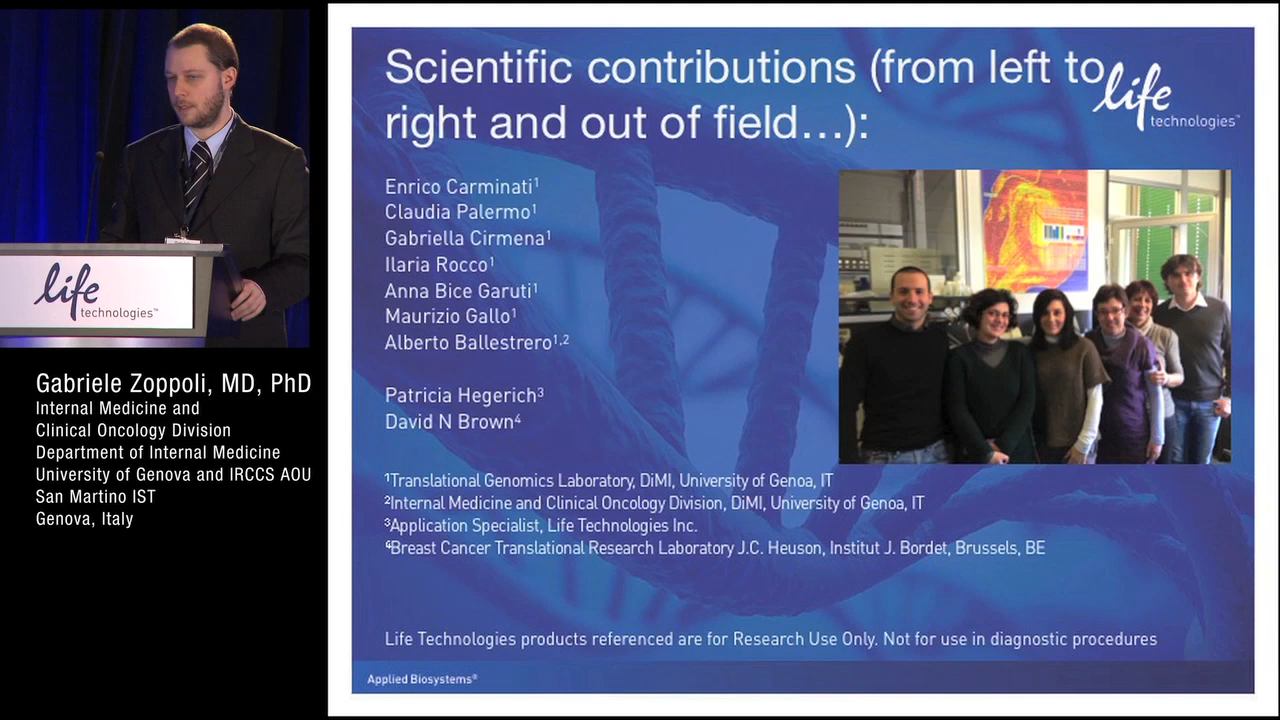 life
technologies™
Gabriele Zoppoli, MD, PhD
Internal Medicine and
Clinical Oncology Division
Department of Internal Medicine
University of Genova and IRCCS AOU
San Martino IST
Genova, Italy
Scientific contributions (from left to
right and out of field…):
life
technologies™
Enrico Carminati¹
Claudia Palermo¹
Gabriella Cirmena¹
Ilaria Rocco¹
Anna Bice Garuti¹
Maurizio Gallo¹
Alberto Ballestrero¹,²
Patricia Hegerich³
David N Brown⁴
¹Translational Genomics Laboratory, DiMI, University of Genoa, IT
²Internal Medicine and Clinical Oncology Division, DiMI, University of Genoa, IT
³Application Specialist, Life Technologies Inc.
⁴Breast Cancer Translational Research Laboratory J.C. Heuson, Institut J. Bordet, Brussels, BE
Life Technologies products referenced are for Research Use Only. Not for use in diagnostic procedures
Applied Biosystems®